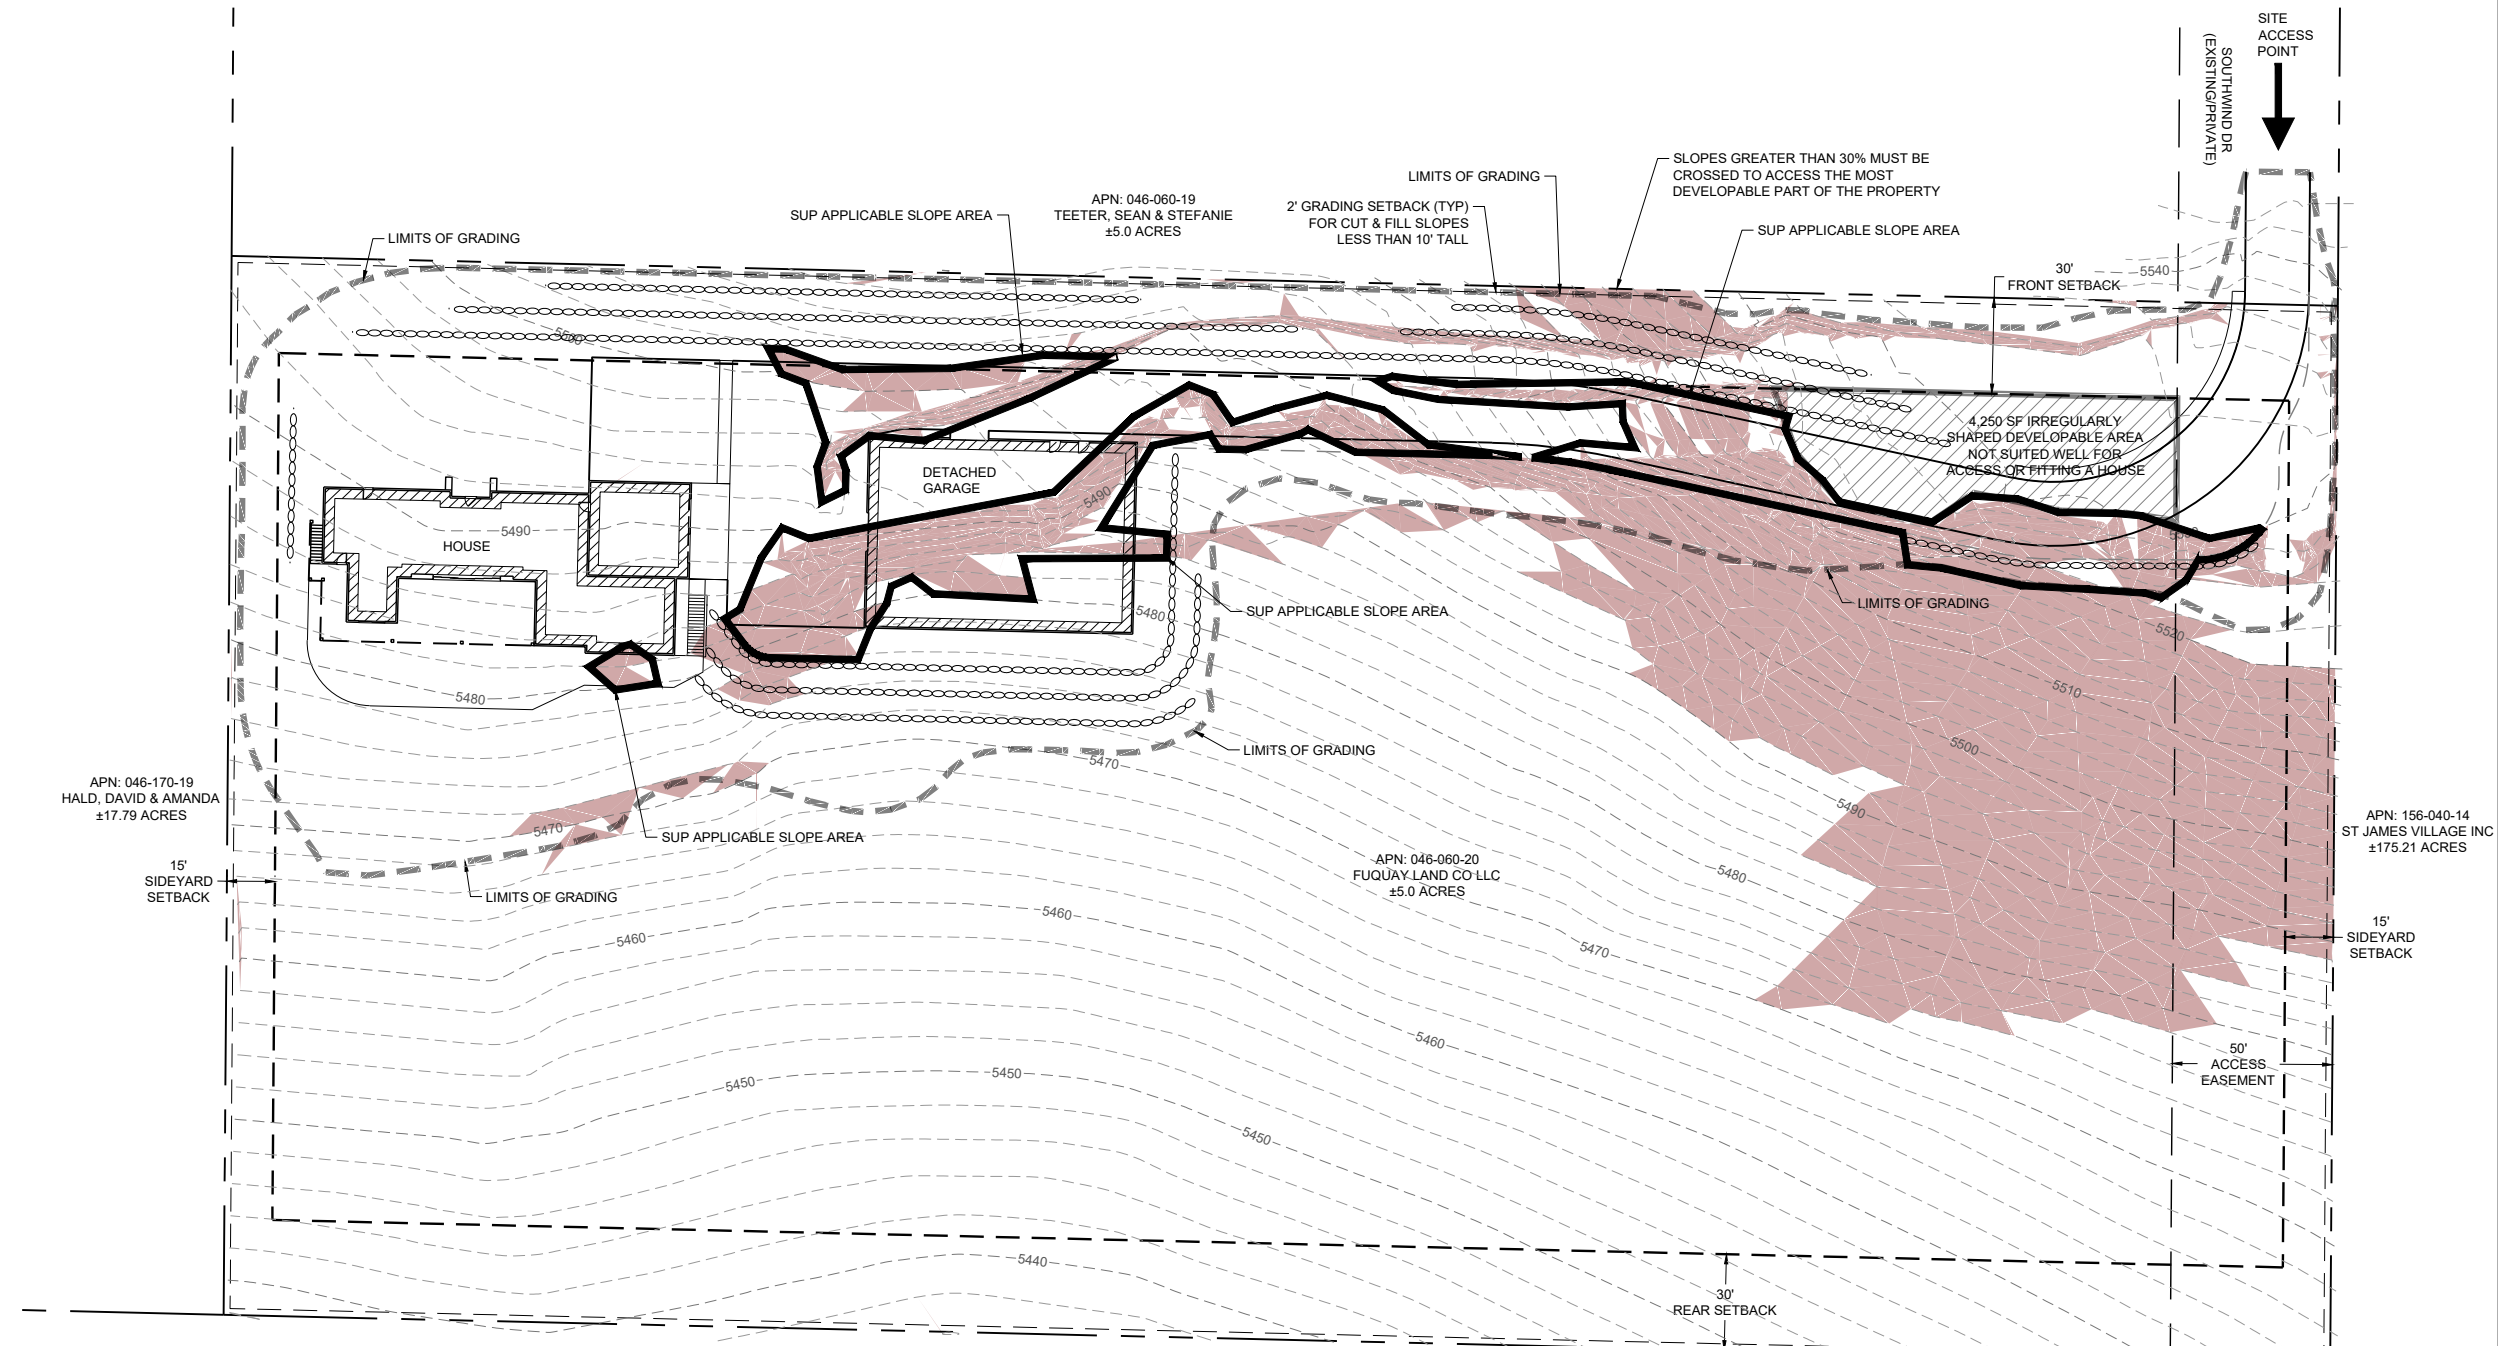 SITE
ACCESS
POINT
SOUTHWIND DR
(EXISTING/PRIVATE)
SLOPES GREATER THAN 30% MUST BE
CROSSED TO ACCESS THE MOST
DEVELOPABLE PART OF THE PROPERTY
LIMITS OF GRADING
2' GRADING SETBACK (TYP)
FOR CUT & FILL SLOPES
LESS THAN 10' TALL
APN: 046-060-19
TEETER, SEAN & STEFANIE
±5.0 ACRES
SUP APPLICABLE SLOPE AREA
LIMITS OF GRADING
SUP APPLICABLE SLOPE AREA
30'
FRONT SETBACK
5540
5500
4,250 SF IRREGULARLY
SHAPED DEVELOPABLE AREA
NOT SUITED WELL FOR
ACCESS OR FITTING A HOUSE
DETACHED
GARAGE
5490
5490
HOUSE
5480
SUP APPLICABLE SLOPE AREA
LIMITS OF GRADING
5520
5480
5510
5500
LIMITS OF GRADING
5470
APN: 046-170-19
HALD, DAVID & AMANDA
±17.79 ACRES
5490
APN: 156-040-14
ST JAMES VILLAGE INC
±175.21 ACRES
5470
SUP APPLICABLE SLOPE AREA
15'
SIDEYARD
SETBACK
LIMITS OF GRADING
APN: 046-060-20
FUQUAY LAND CO LLC
±5.0 ACRES
5480
5460
5460
5470
15'
SIDEYARD
SETBACK
5460
50'
ACCESS
EASEMENT
5450
5450
5450
5440
30'
REAR SETBACK